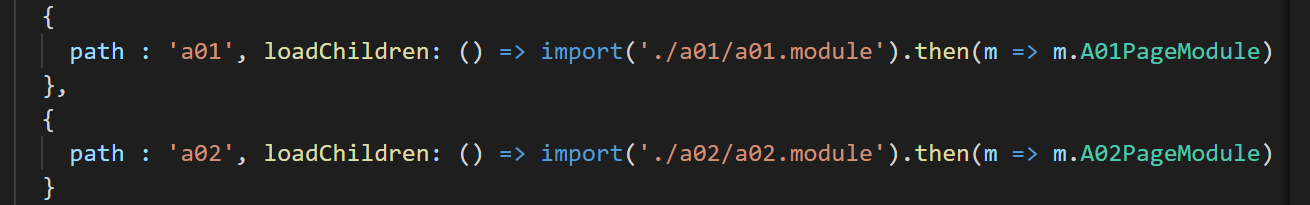 {
path : 'a01', loadChildren: () => import('./a01/a01.module').then(m => m.A01PageModule)
},
{
path : 'a02', loadChildren: () => import('./a02/a02.module').then(m => m.A02PageModule)
}